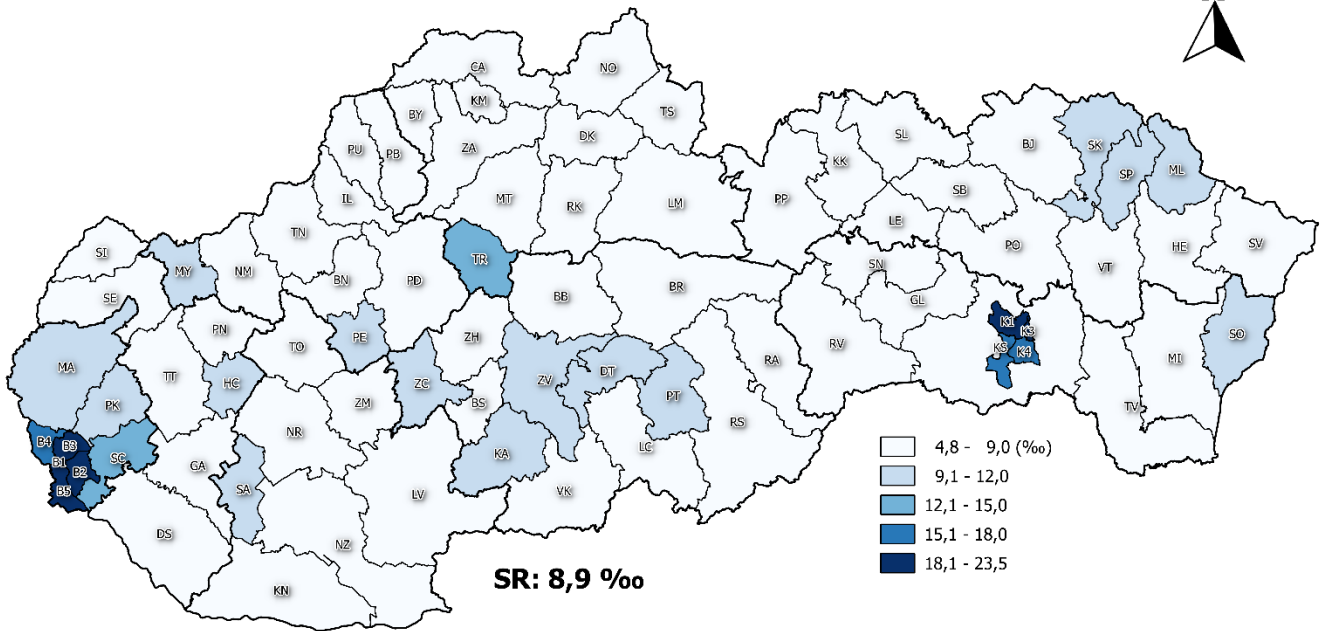 CA
NO
KM
TS
BY
DK
PU
PB
ZA
SL
BJ
SK
KK
SP
ML
IL
MT
RK
LM
PP
SB
LE
TN
SI
MY
NM
PO
HE
SV
VT
BN
PD
TR
SN
SE
BB
BR
GL
PN
TO
PE
ZH
K1
K3
RV
SO
RA
MA
TT
HC
ZC
ZV
DT
KS
K4
MI
PK
ZM
BS
PT
NR
RS
TV
B4
B3
SC
B1
B2
GA
KA
LC
B5
SA
LV
VK
DS
NZ
KN
4,8 - 9,0 (‰)
9,1 - 12,0
12,1 - 15,0
15,1 - 18,0
18,1 - 23,5
SR: 8,9 ‰